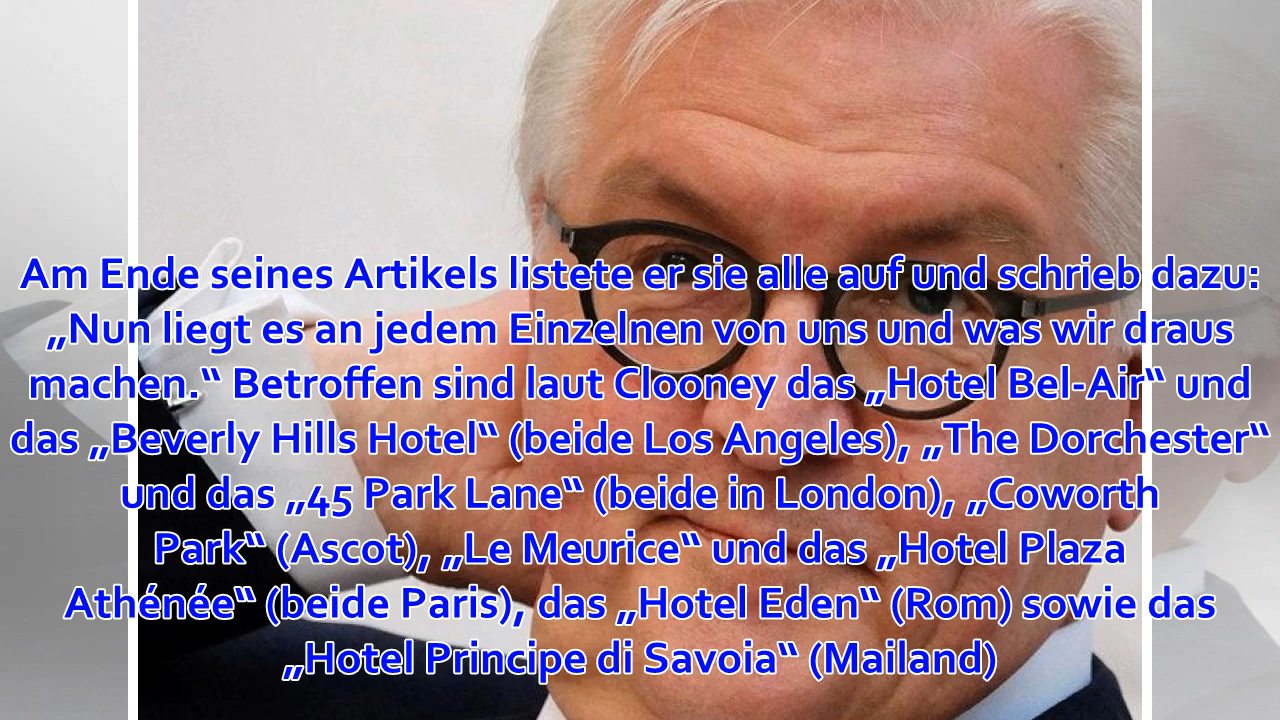 Am Ende seines Artikels listete er sie alle auf und schrieb dazu:
„Nun liegt es an jedem Einzelnen von uns und was wir draus
machen.“ Betroffen sind laut Clooney das „Hotel Bel-Air“ und
das „Beverly Hills Hotel“ (beide Los Angeles), „The Dorchester“
und das „45 Park Lane“ (beide in London), „Coworth
Park“ (Ascot), „Le Meurice“ und das „Hotel Plaza
Athénée“ (beide Paris), das „Hotel Eden“ (Rom) sowie das
„Hotel Principe di Savoia“ (Mailand)